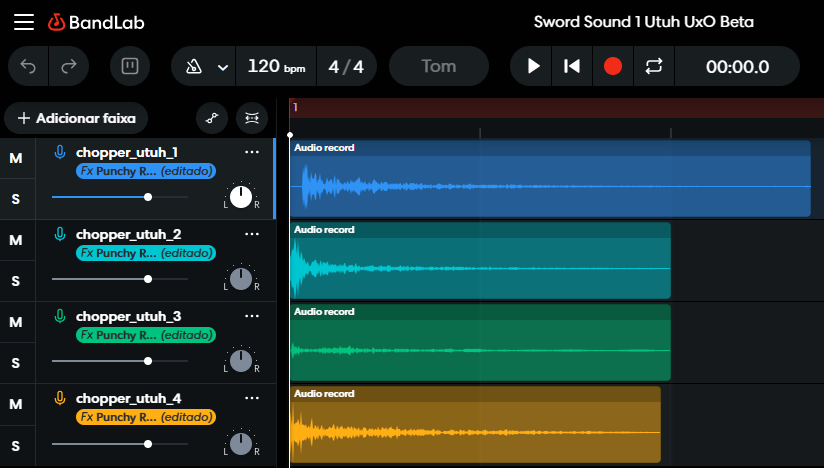 BandLab
Sword Sound 1 Utuh UxO Beta
120 bpm
4/4
Tom
00:00.0
+ Adicionar faixa
1
M
chopper_utuh_1
Fx Punchy R... (editado)
S
L R
Audio record
M
chopper_utuh_2
Fx Punchy R... (editado)
S
L R
Audio record
M
chopper_utuh_3
Fx Punchy R... (editado)
S
L R
Audio record
M
chopper_utuh_4
Fx Punchy R... (editado)
S
L R
Audio record